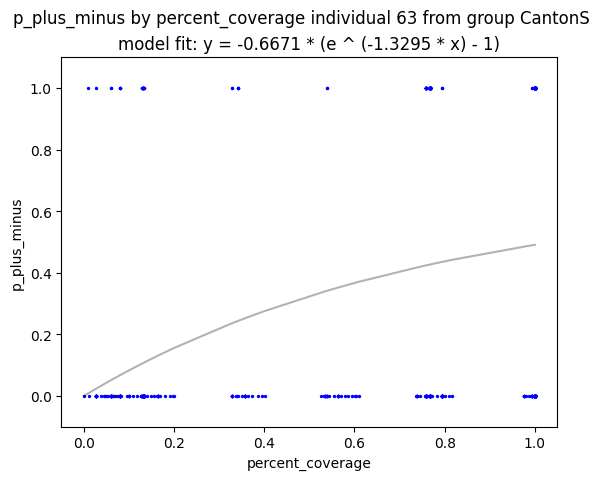 p_plus_minus by percent_coverage individual 63 from group CantonS
model fit: y = -0.6671 * (e ^ (-1.3295 * x) - 1)
1.0
0.8
0.6
0.4
0.2
0.0
p_plus_minus
0.0 0.2 0.4 0.6 0.8 1.0
percent_coverage